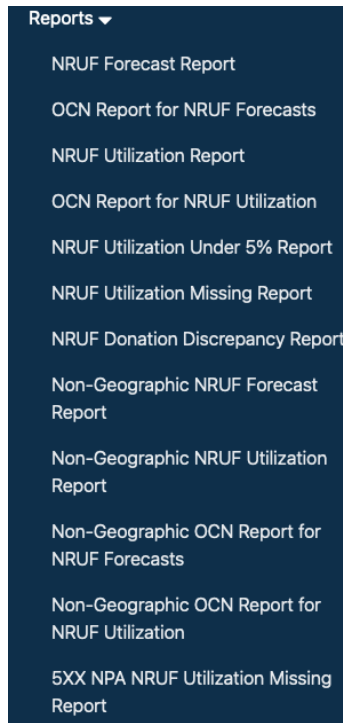 Reports
NRUF Forecast Report
OCN Report for NRUF Forecasts
NRUF Utilization Report
OCN Report for NRUF Utilization
NRUF Utilization Under 5% Report
NRUF Utilization Missing Report
NRUF Donation Discrepancy Report
Non-Geographic NRUF Forecast
Report
Non-Geographic NRUF Utilization
Report
Non-Geographic OCN Report for
NRUF Forecasts
Non-Geographic OCN Report for
NRUF Utilization
5XX NPA NRUF Utilization Missing
Report